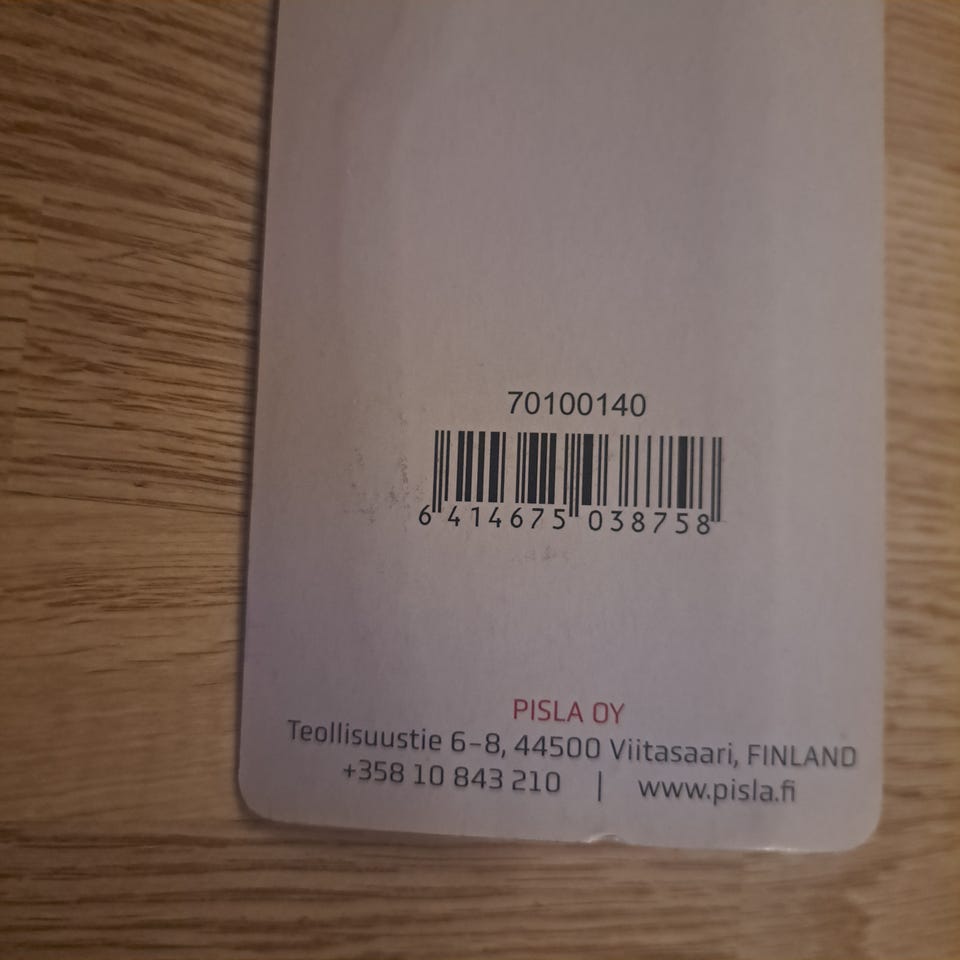 70100140
6 414675 038758
PISLA OY
Teollisuustie 6-8, 44500 Viitasaari, FINLAND
+358 10 843 210 | www.pisla.fi